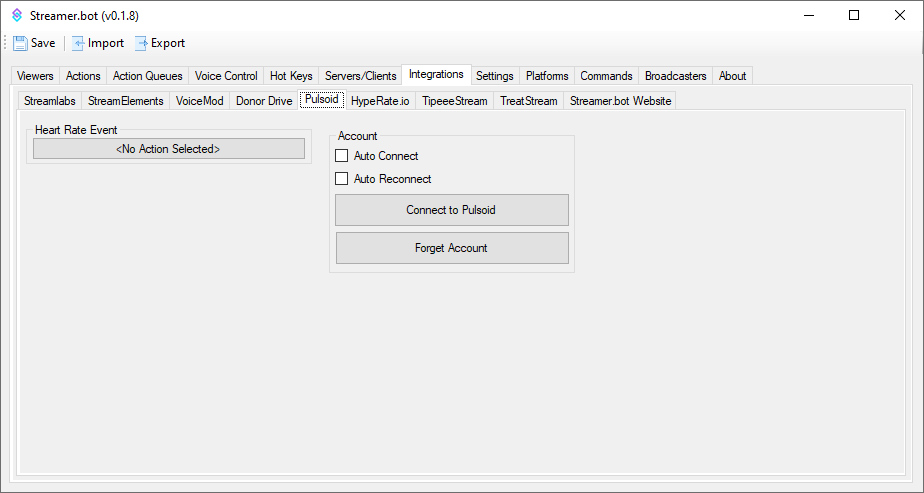 Streamer.bot (v0.1.8)
Save Import Export
Viewers Actions Action Queues Voice Control Hot Keys Servers/Clients Integrations Settings Platforms Commands Broadcasters About
Streamlabs StreamElements VoiceMod Donor Drive Pulsoid HypeRate.io TipeeeStream TreatStream Streamer.bot Website
Heart Rate Event
<No Action Selected>
Account
Auto Connect
Auto Reconnect
Connect to Pulsoid
Forget Account